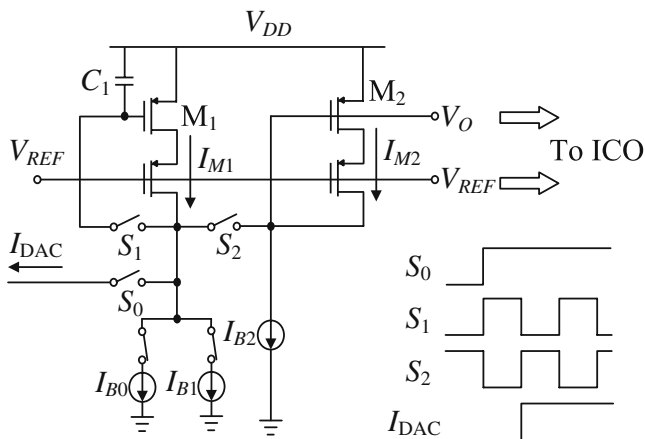 V_DD
C_1
M_1
M_2
V_O
V_REF
I_M1
I_M2
To ICO
V_REF
S_1
S_2
I_DAC
S_0
S_0
S_1
I_B2
S_2
I_B0
I_B1
I_DAC